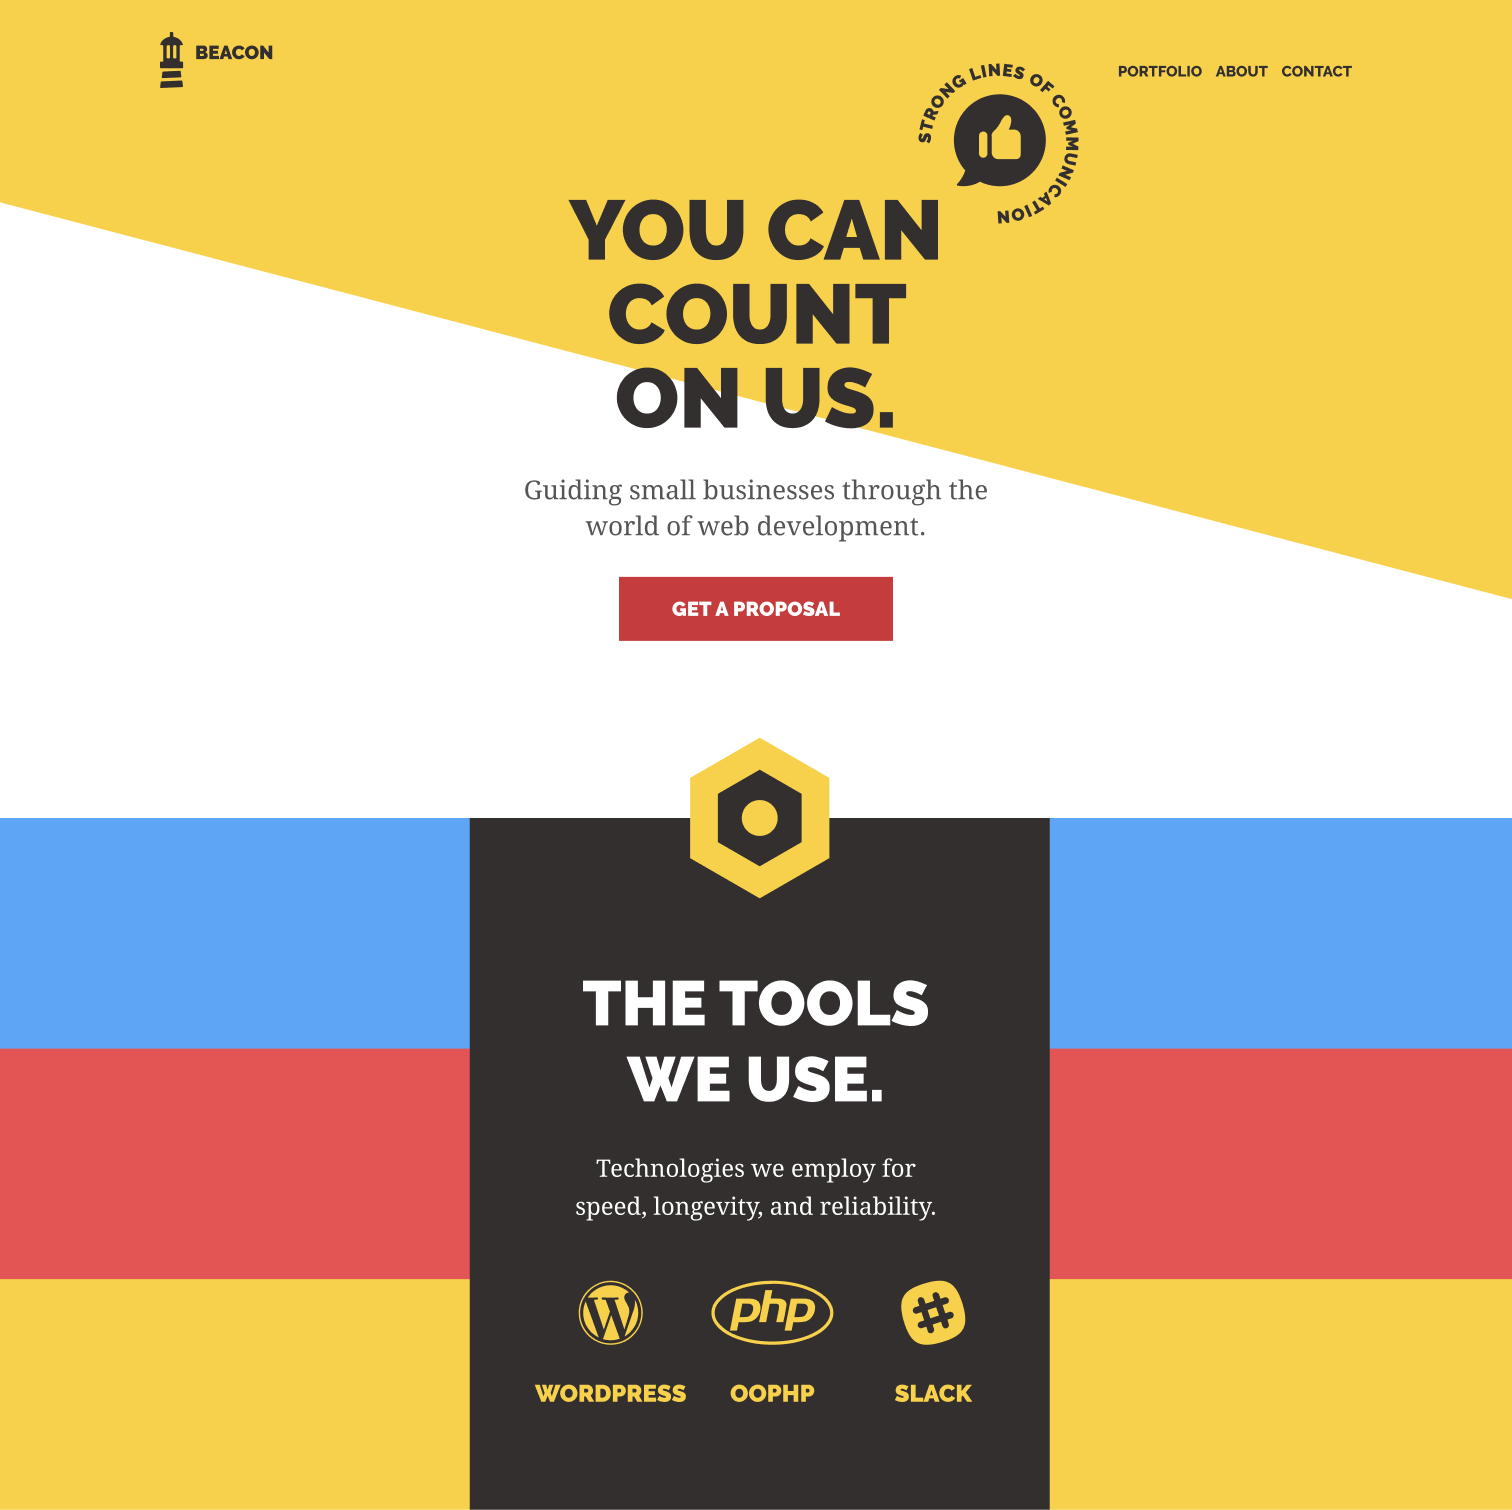 BEACON
PORTFOLIO ABOUT CONTACT
STRONG LINES OF COMMUNICATION
YOU CAN
COUNT
ON US.
Guiding small businesses through the
world of web development.
GET A PROPOSAL
THE TOOLS
WE USE.
Technologies we employ for
speed, longevity, and reliability.
W php #
WORDPRESS OOPHP SLACK